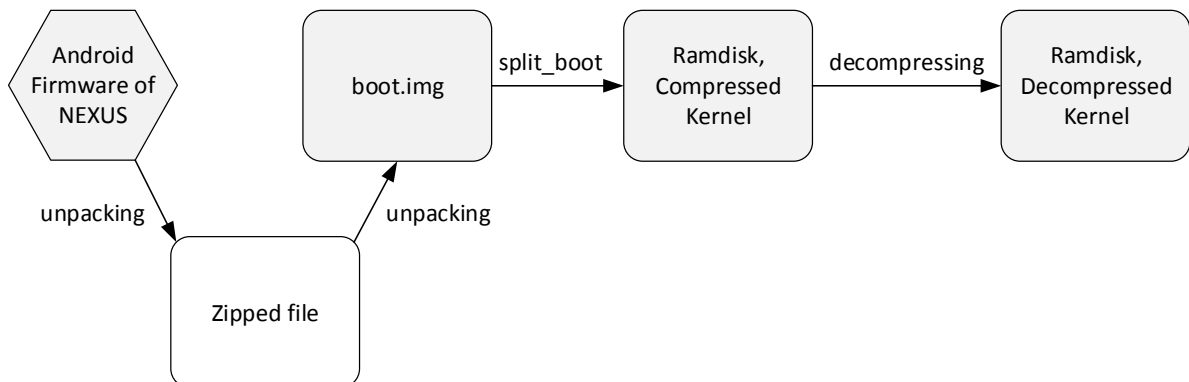 Android
Firmware of
NEXUS
unpacking
Zipped file
unpacking
boot.img
split_boot
Ramdisk,
Compressed
Kernel
decompressing
Ramdisk,
Decompressed
Kernel